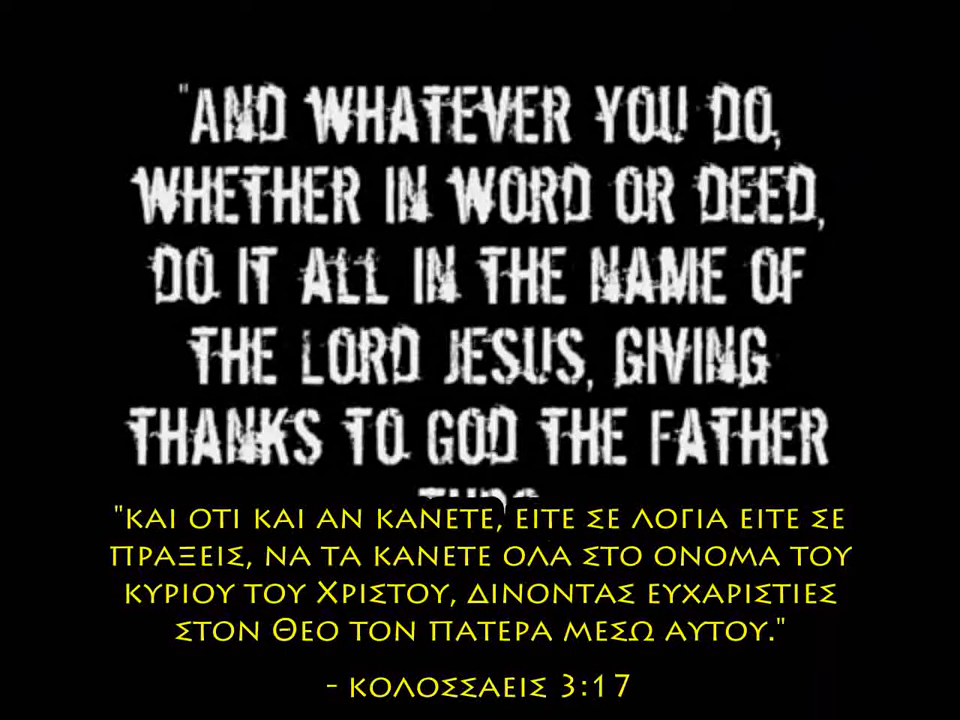 "AND WHATEVER YOU DO,
WHETHER IN WORD OR DEED,
DO IT ALL IN THE NAME OF
THE LORD JESUS, GIVING
THANKS TO GOD THE FATHER
"ΚΑΙ ΟΤΙ ΚΑΙ ΑΝ ΚΑΝΕΤΕ, ΕΙΤΕ ΣΕ ΛΟΓΙΑ ΕΙΤΕ ΣΕ
ΠΡΑΞΕΙΣ, ΝΑ ΤΑ ΚΑΝΕΤΕ ΟΛΑ ΣΤΟ ΟΝΟΜΑ ΤΟΥ
ΚΥΡΙΟΥ ΤΟΥ ΧΡΙΣΤΟΥ, ΔΙΝΟΝΤΑΣ ΕΥΧΑΡΙΣΤΙΕΣ
ΣΤΟΝ ΘΕΟ ΤΟΝ ΠΑΤΕΡΑ ΜΕΣΩ ΑΥΤΟΥ."
- ΚΟΛΟΣΣΑΕΙΣ 3:17